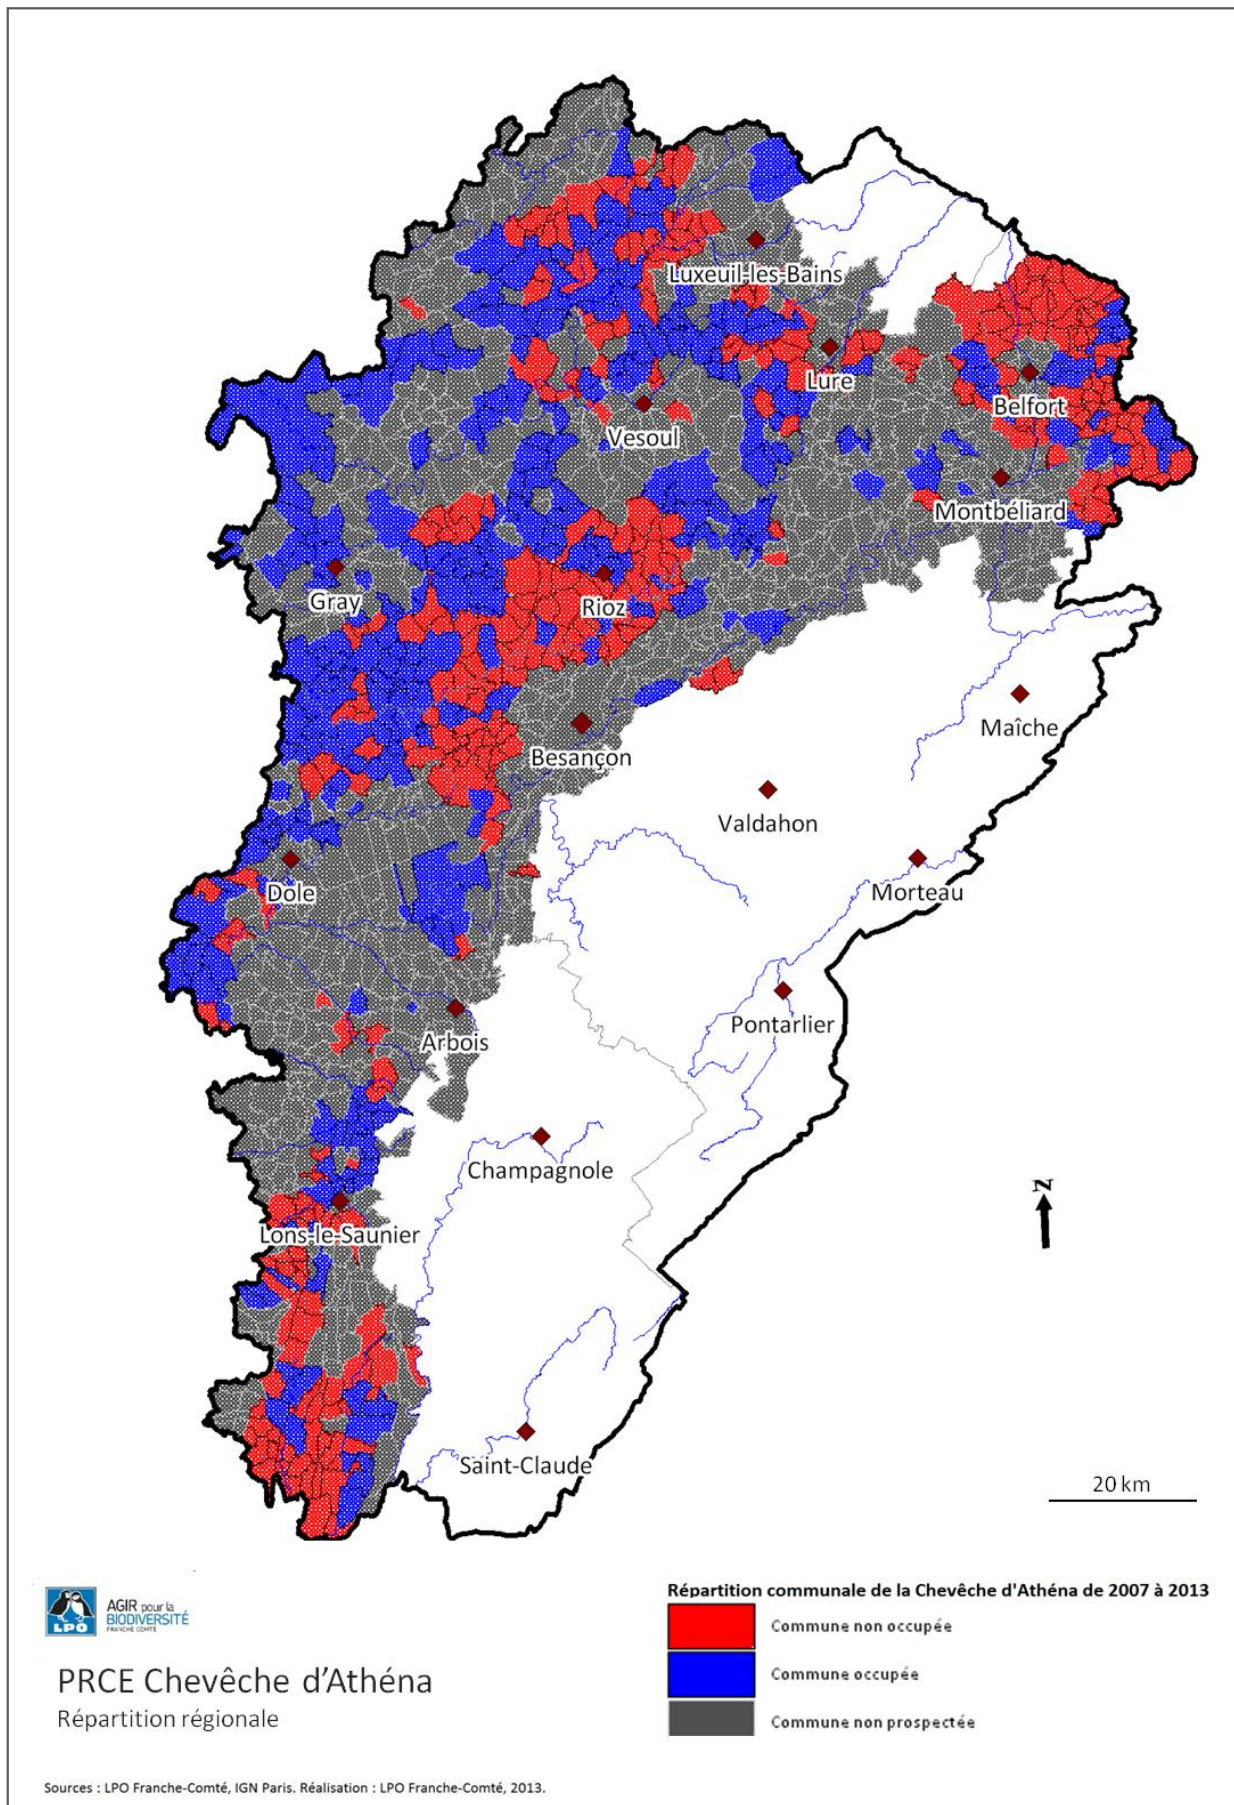 Luxeuil-les-Bains
Lure
Belfort
Vesoul
Montbéliard
Gray
Rioz
Maîche
Besançon
Valdahon
Dole
Morteau
Pontarlier
Arbois
Champagnole
N
Lons-le-Saunier
Saint-Claude
20 km
LPO
AGIR pour la
BIODIVERSITÉ
FRANCHE COMTÉ
PRCE Chevêche d'Athéna
Répartition régionale
Répartition communale de la Chevêche d'Athéna de 2007 à 2013
Commune non occupée
Commune occupée
Commune non prospectée
Sources : LPO Franche-Comté, IGN Paris. Réalisation : LPO Franche-Comté, 2013.